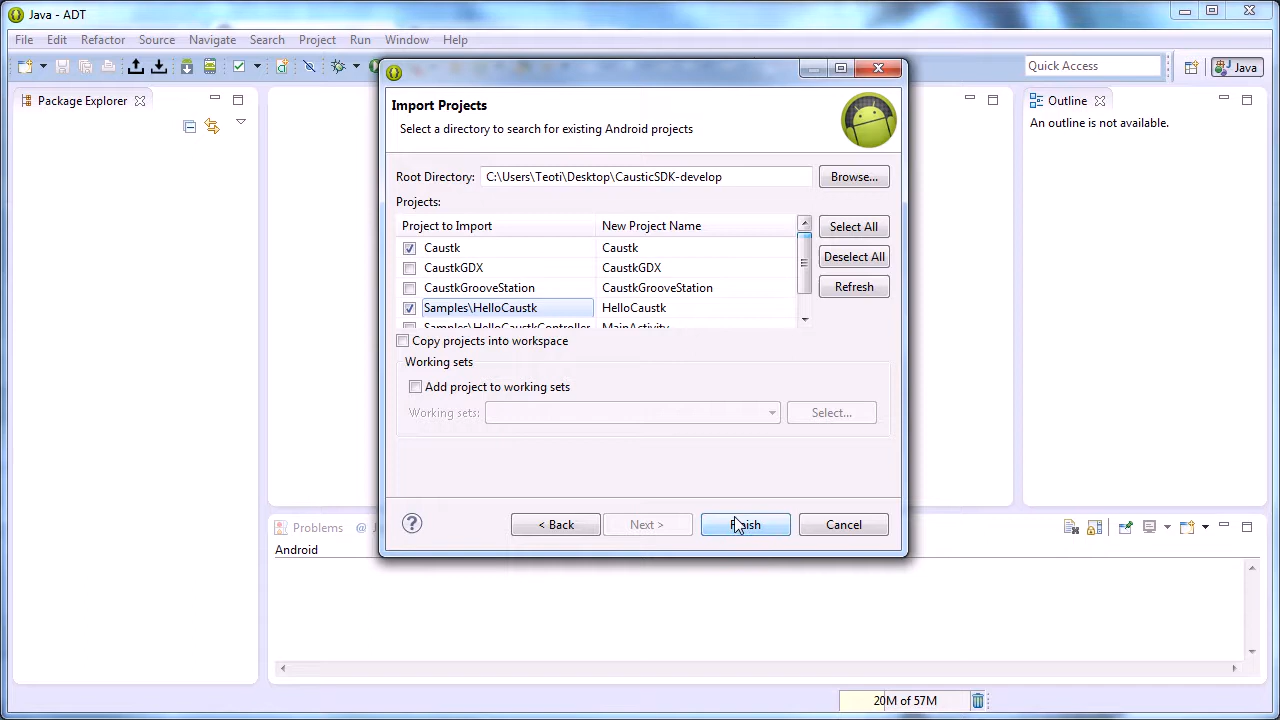 Java - ADT
File Edit Refactor Source Navigate Search Project Run Window Help
Quick Access
Java
Package Explorer
Outline
An outline is not available.
Import Projects
Select a directory to search for existing Android projects
Root Directory: C:\Users\Teoti\Desktop\CausticSDK-develop Browse...
Projects:
Project to Import New Project Name
Caustk Caustk
CaustkGDX CaustkGDX
CaustkGrooveStation CaustkGrooveStation
Samples\HelloCaustk HelloCaustk
Samples\HelloCaustkController MainActivity
Select All
Deselect All
Refresh
Copy projects into workspace
Working sets
Add project to working sets
Working sets: Select...
< Back Next > Finish Cancel
Problems @ J
Android
20M of 57M